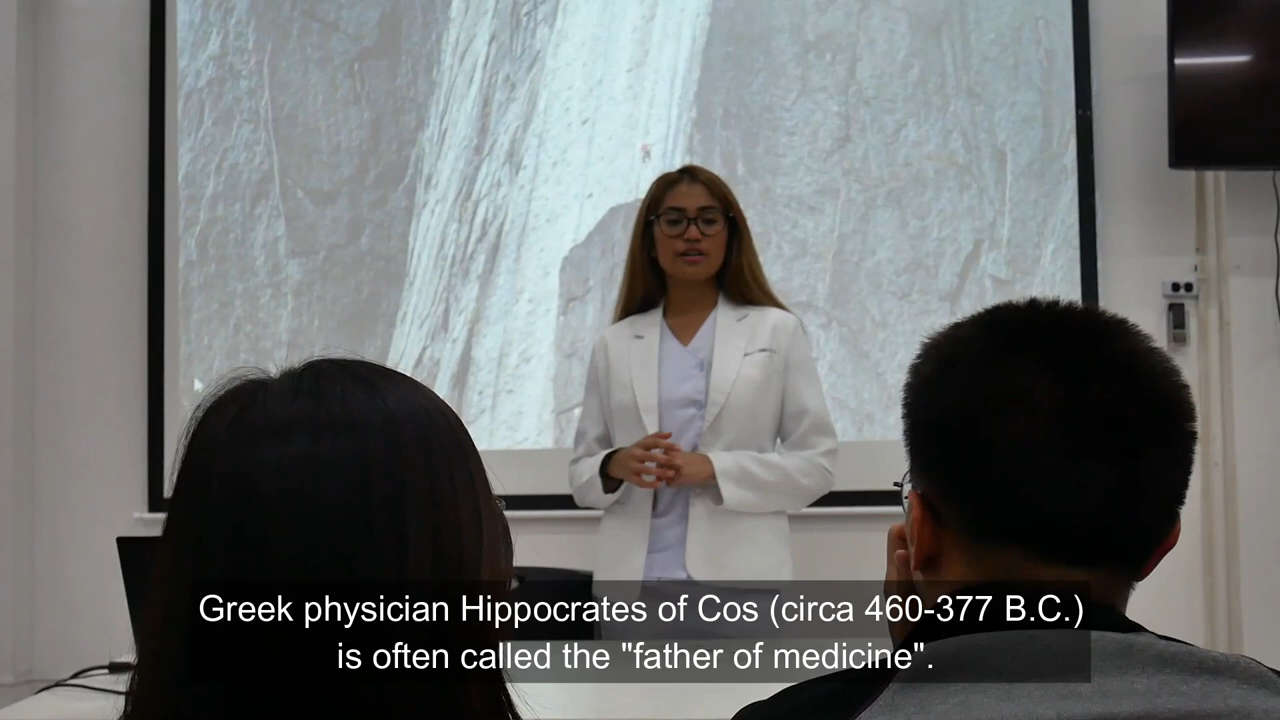 Greek physician Hippocrates of Cos (circa 460-377 B.C.)
is often called the "father of medicine".